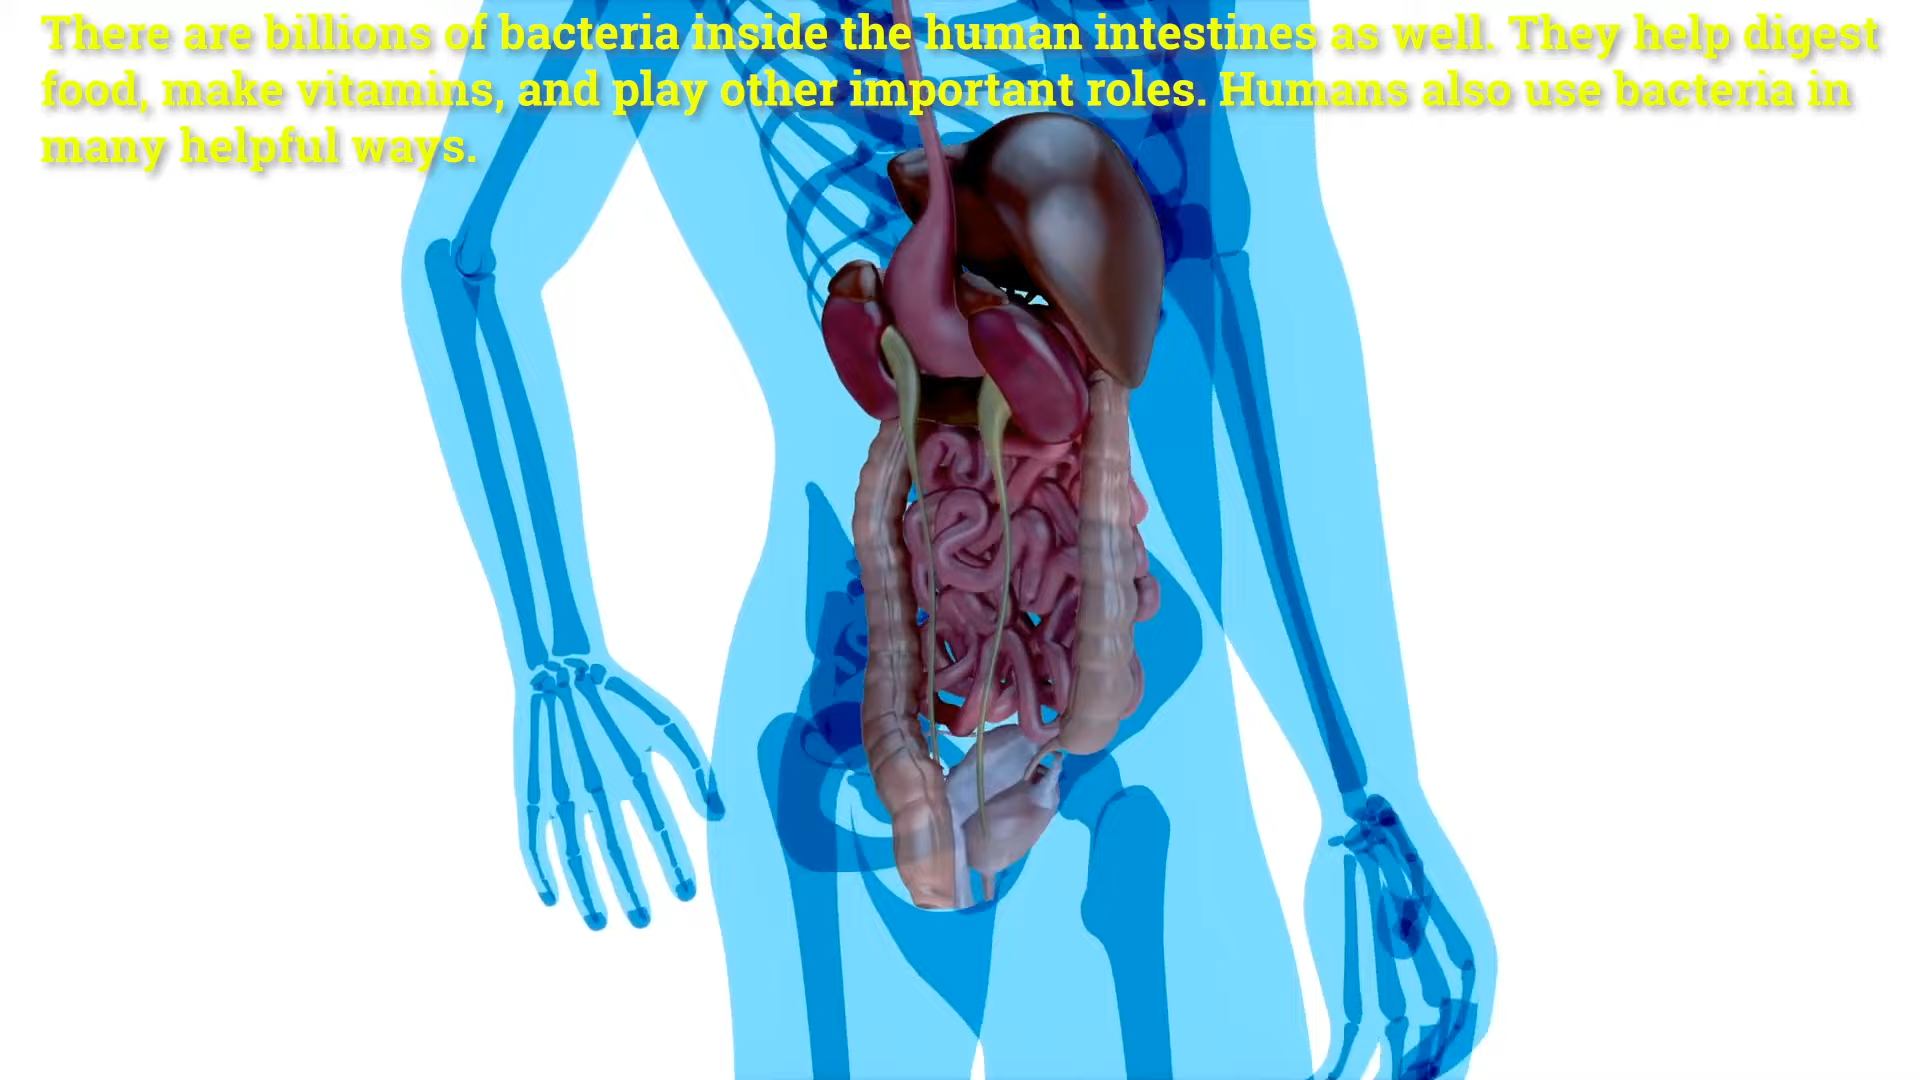 There are billions of bacteria inside the human intestines as well. They help digest
food, make vitamins, and play other important roles. Humans also use bacteria in
many helpful ways.